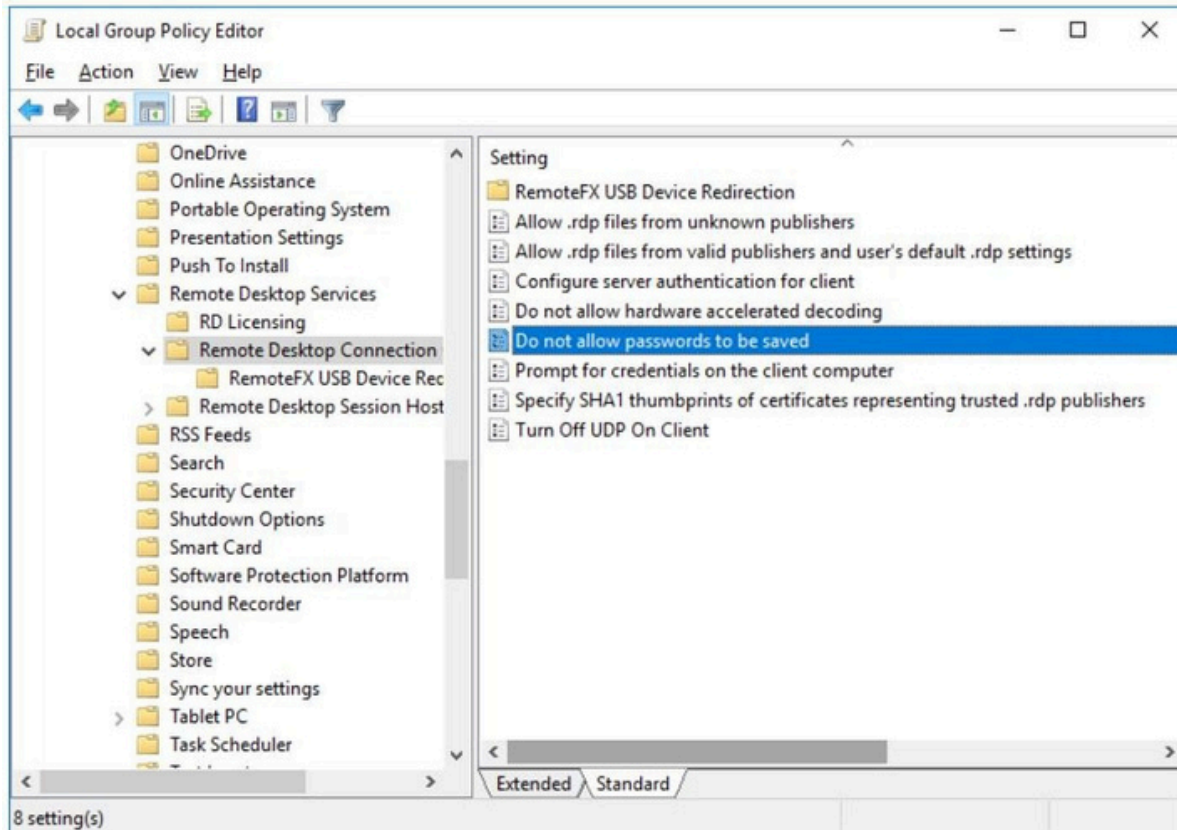 Local Group Policy Editor
File Action View Help
OneDrive
Online Assistance
Portable Operating System
Presentation Settings
Push To Install
Remote Desktop Services
RD Licensing
Remote Desktop Connection
RemoteFX USB Device Rec
Remote Desktop Session Host
RSS Feeds
Search
Security Center
Shutdown Options
Smart Card
Software Protection Platform
Sound Recorder
Speech
Store
Sync your settings
Tablet PC
Task Scheduler
Setting
RemoteFX USB Device Redirection
Allow .rdp files from unknown publishers
Allow .rdp files from valid publishers and user's default .rdp settings
Configure server authentication for client
Do not allow hardware accelerated decoding
Do not allow passwords to be saved
Prompt for credentials on the client computer
Specify SHA1 thumbprints of certificates representing trusted .rdp publishers
Turn Off UDP On Client
Extended Standard
8 setting(s)